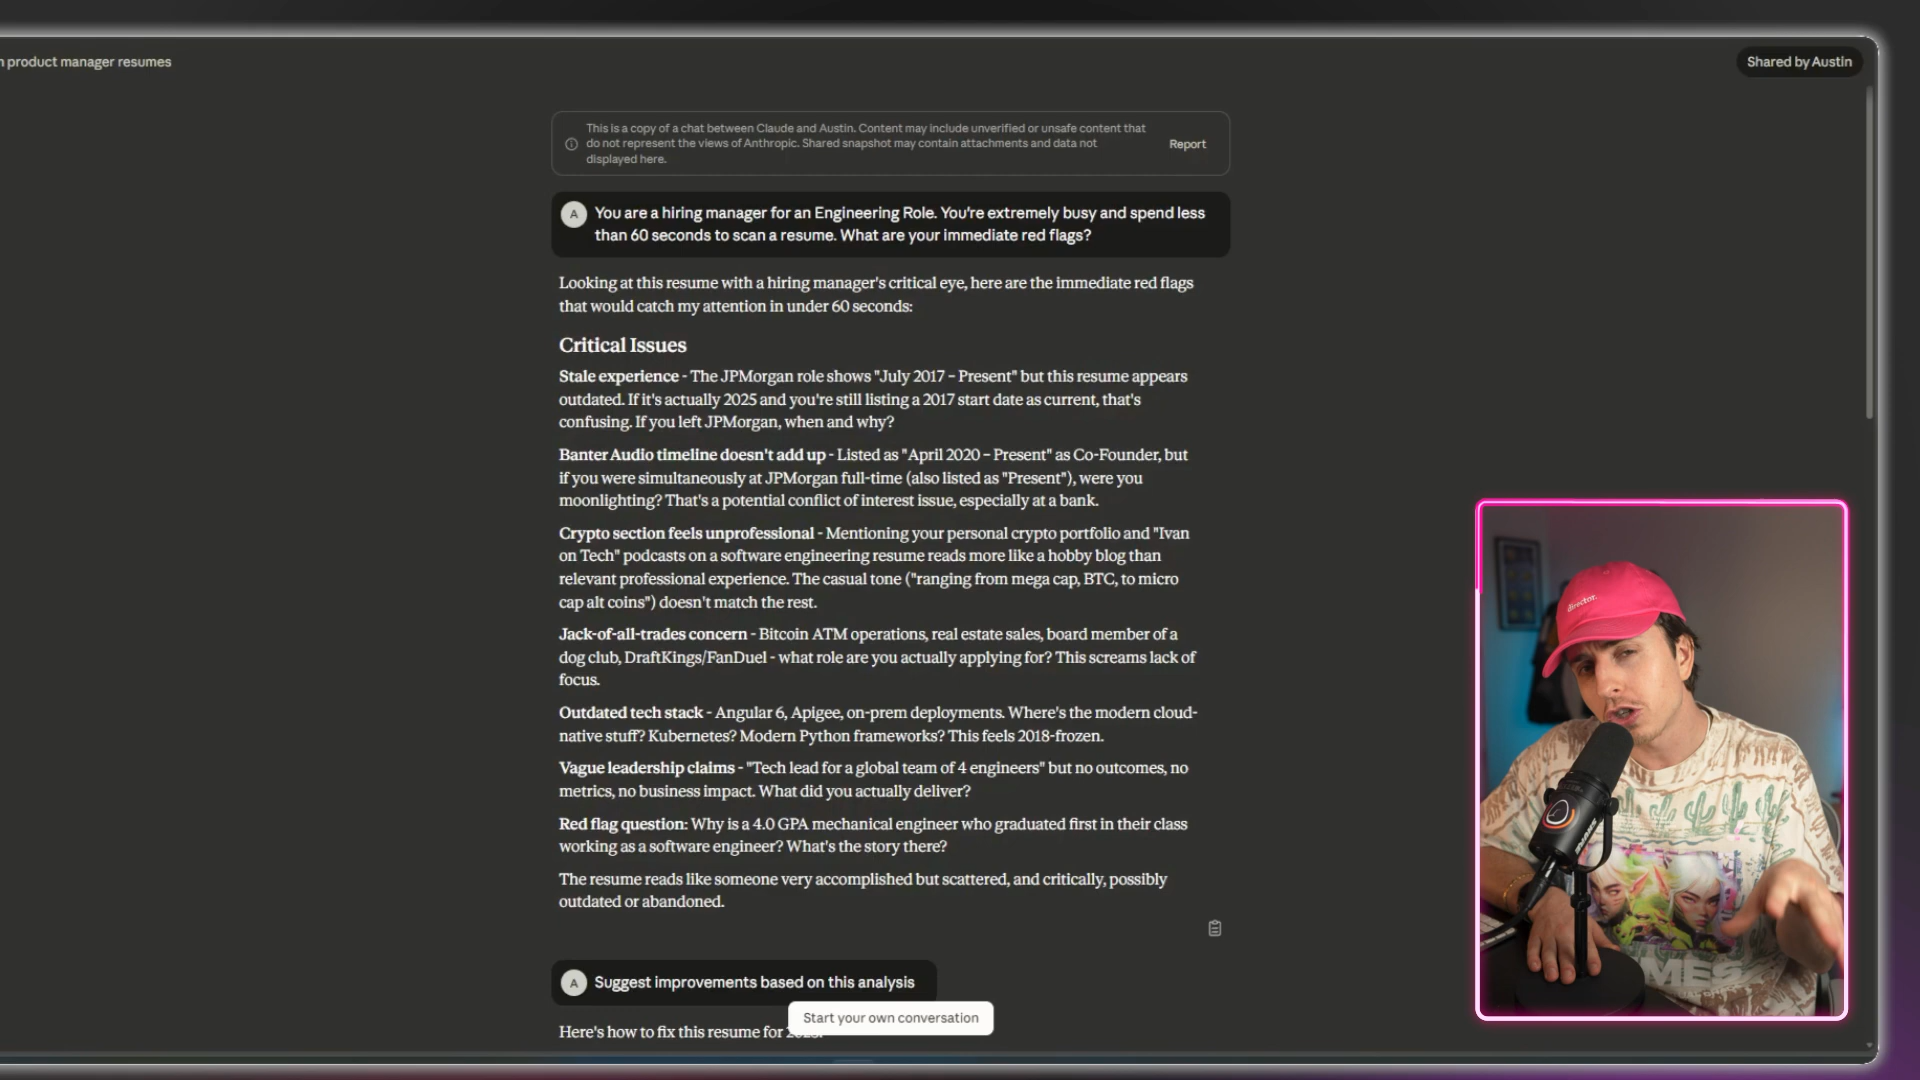 n product manager resumes
Shared by Austin
This is a copy of a chat between Claude and Austin. Content may include unverified or unsafe content that
do not represent the views of Anthropic. Shared snapshot may contain attachments and data not
displayed here.
Report
A
You are a hiring manager for an Engineering Role. You're extremely busy and spend less
than 60 seconds to scan a resume. What are your immediate red flags?
Looking at this resume with a hiring manager's critical eye, here are the immediate red flags
that would catch my attention in under 60 seconds:
Critical Issues
Stale experience - The JPMorgan role shows "July 2017 – Present" but this resume appears
outdated. If it's actually 2025 and you're still listing a 2017 start date as current, that's
confusing. If you left JPMorgan, when and why?
Banter Audio timeline doesn't add up - Listed as "April 2020 – Present" as Co-Founder, but
if you were simultaneously at JPMorgan full-time (also listed as "Present"), were you
moonlighting? That's a potential conflict of interest issue, especially at a bank.
Crypto section feels unprofessional - Mentioning your personal crypto portfolio and "Ivan
on Tech" podcasts on a software engineering resume reads more like a hobby blog than
relevant professional experience. The casual tone ("ranging from mega cap, BTC, to micro
cap alt coins") doesn't match the rest.
Jack-of-all-trades concern - Bitcoin ATM operations, real estate sales, board member of a
dog club, DraftKings/FanDuel - what role are you actually applying for? This screams lack of
focus.
Outdated tech stack - Angular 6, Apigee, on-prem deployments. Where's the modern cloud-
native stuff? Kubernetes? Modern Python frameworks? This feels 2018-frozen.
Vague leadership claims - "Tech lead for a global team of 4 engineers" but no outcomes, no
metrics, no business impact. What did you actually deliver?
Red flag question: Why is a 4.0 GPA mechanical engineer who graduated first in their class
working as a software engineer? What's the story there?
The resume reads like someone very accomplished but scattered, and critically, possibly
outdated or abandoned.
A
Suggest improvements based on this analysis
Start your own conversation
Here's how to fix this resume for
director.